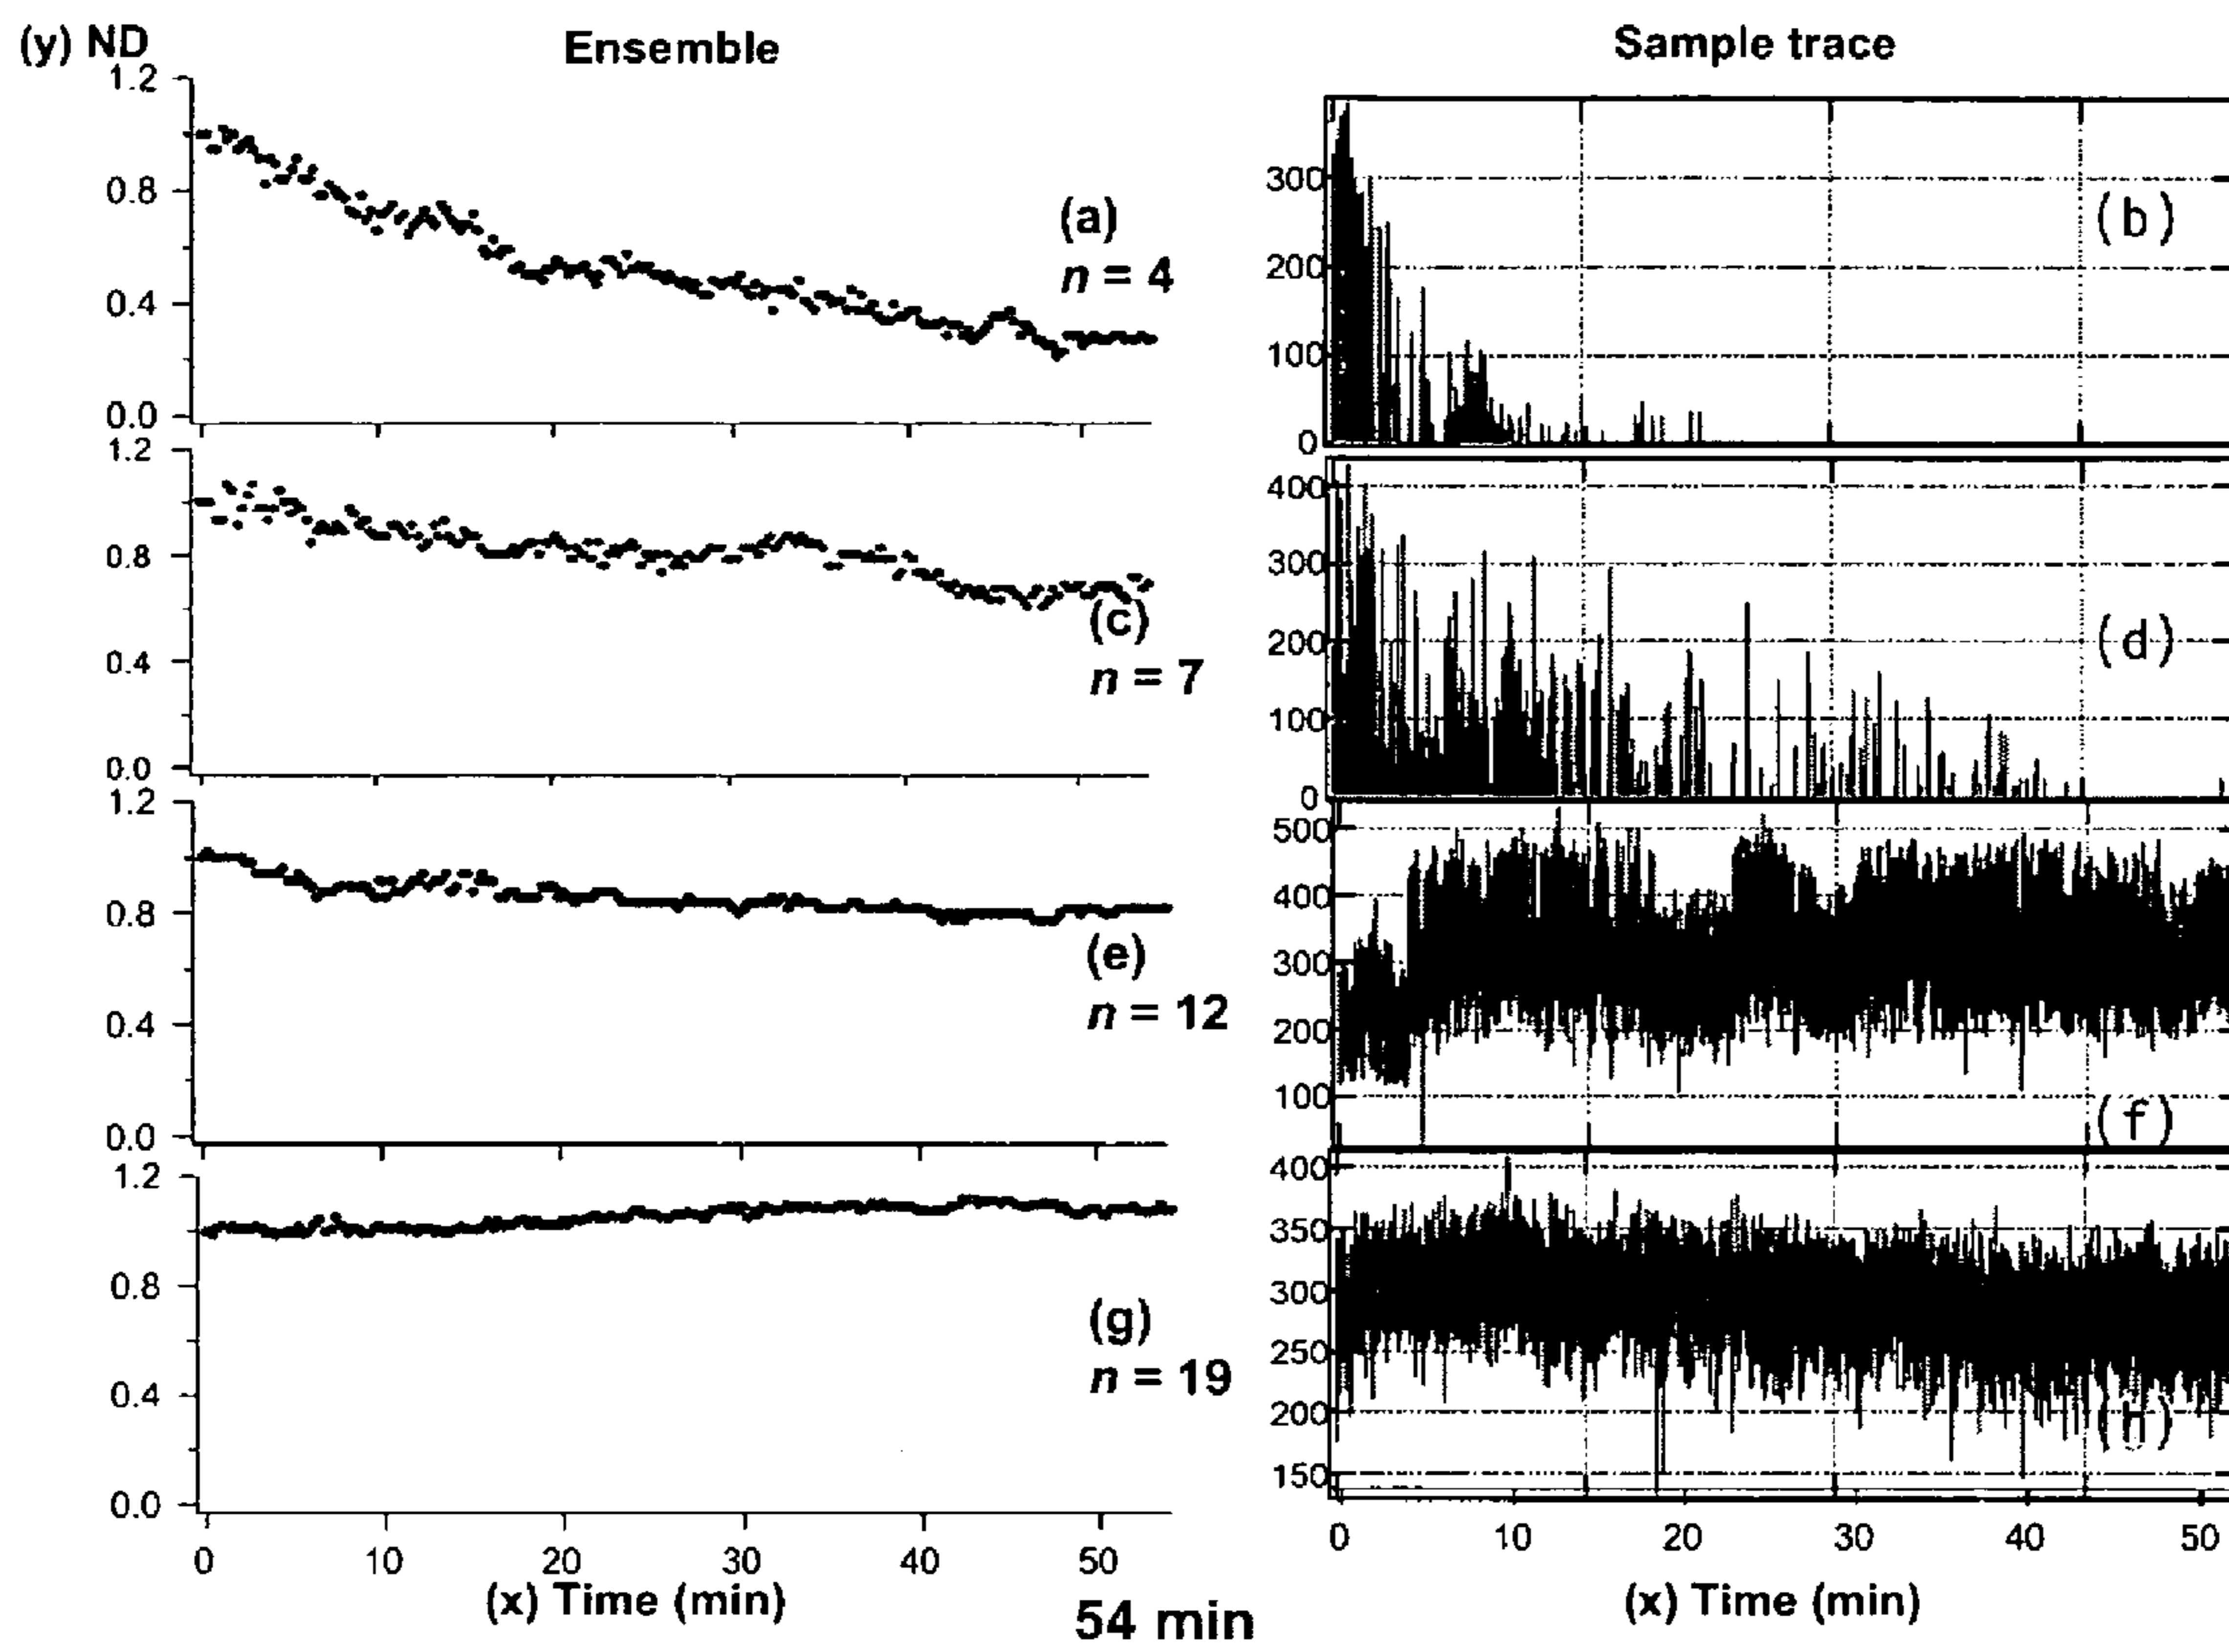 (y) ND
Ensemble
Sample trace
1.2
0.8
0.4
0.0
(a)
n = 4
300
200
100
0
(b)
1.2
0.8
0.4
0.0
(c)
n = 7
400
300
200
100
0
(d)
1.2
0.8
0.4
0.0
(e)
n = 12
500
400
300
200
100
(f)
1.2
0.8
0.4
0.0
(g)
n = 19
400
350
300
250
200
150
(h)
0 10 20 30 40 50
(x) Time (min)
54 min
0 10 20 30 40 50
(x) Time (min)